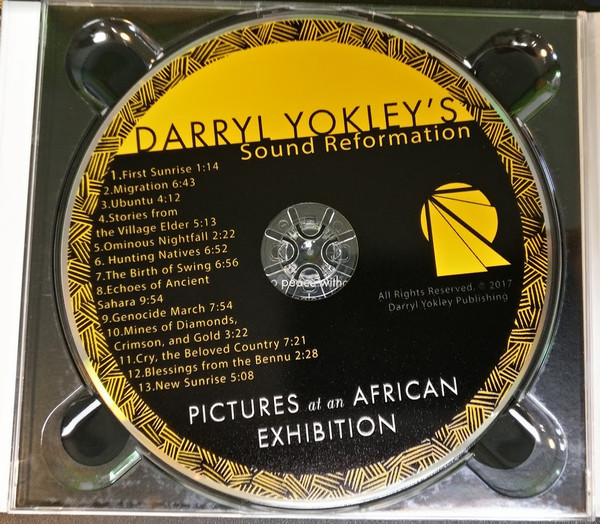 DARRYL YOKLEY'S
Sound Reformation
1.First Sunrise 1:14
2.Migration 6:43
3.Ubuntu 4:12
4.Stories from
the Village Elder 5:13
5.Ominous Nightfall 2:22
6. Hunting Natives 6:52
7.The Birth of Swing 6:56
8.Echoes of Ancient
Sahara 9:54
9.Genocide March 7:54
10.Mines of Diamonds,
Crimson, and Gold 3:22
11.Cry, the Beloved Country 7:21
12.Blessings from the Bennu 2:28
13.New Sunrise 5:08
peace
All Rights Reserved. © 2017
Darryl Yokley Publishing
PICTURES at an AFRICAN
EXHIBITION